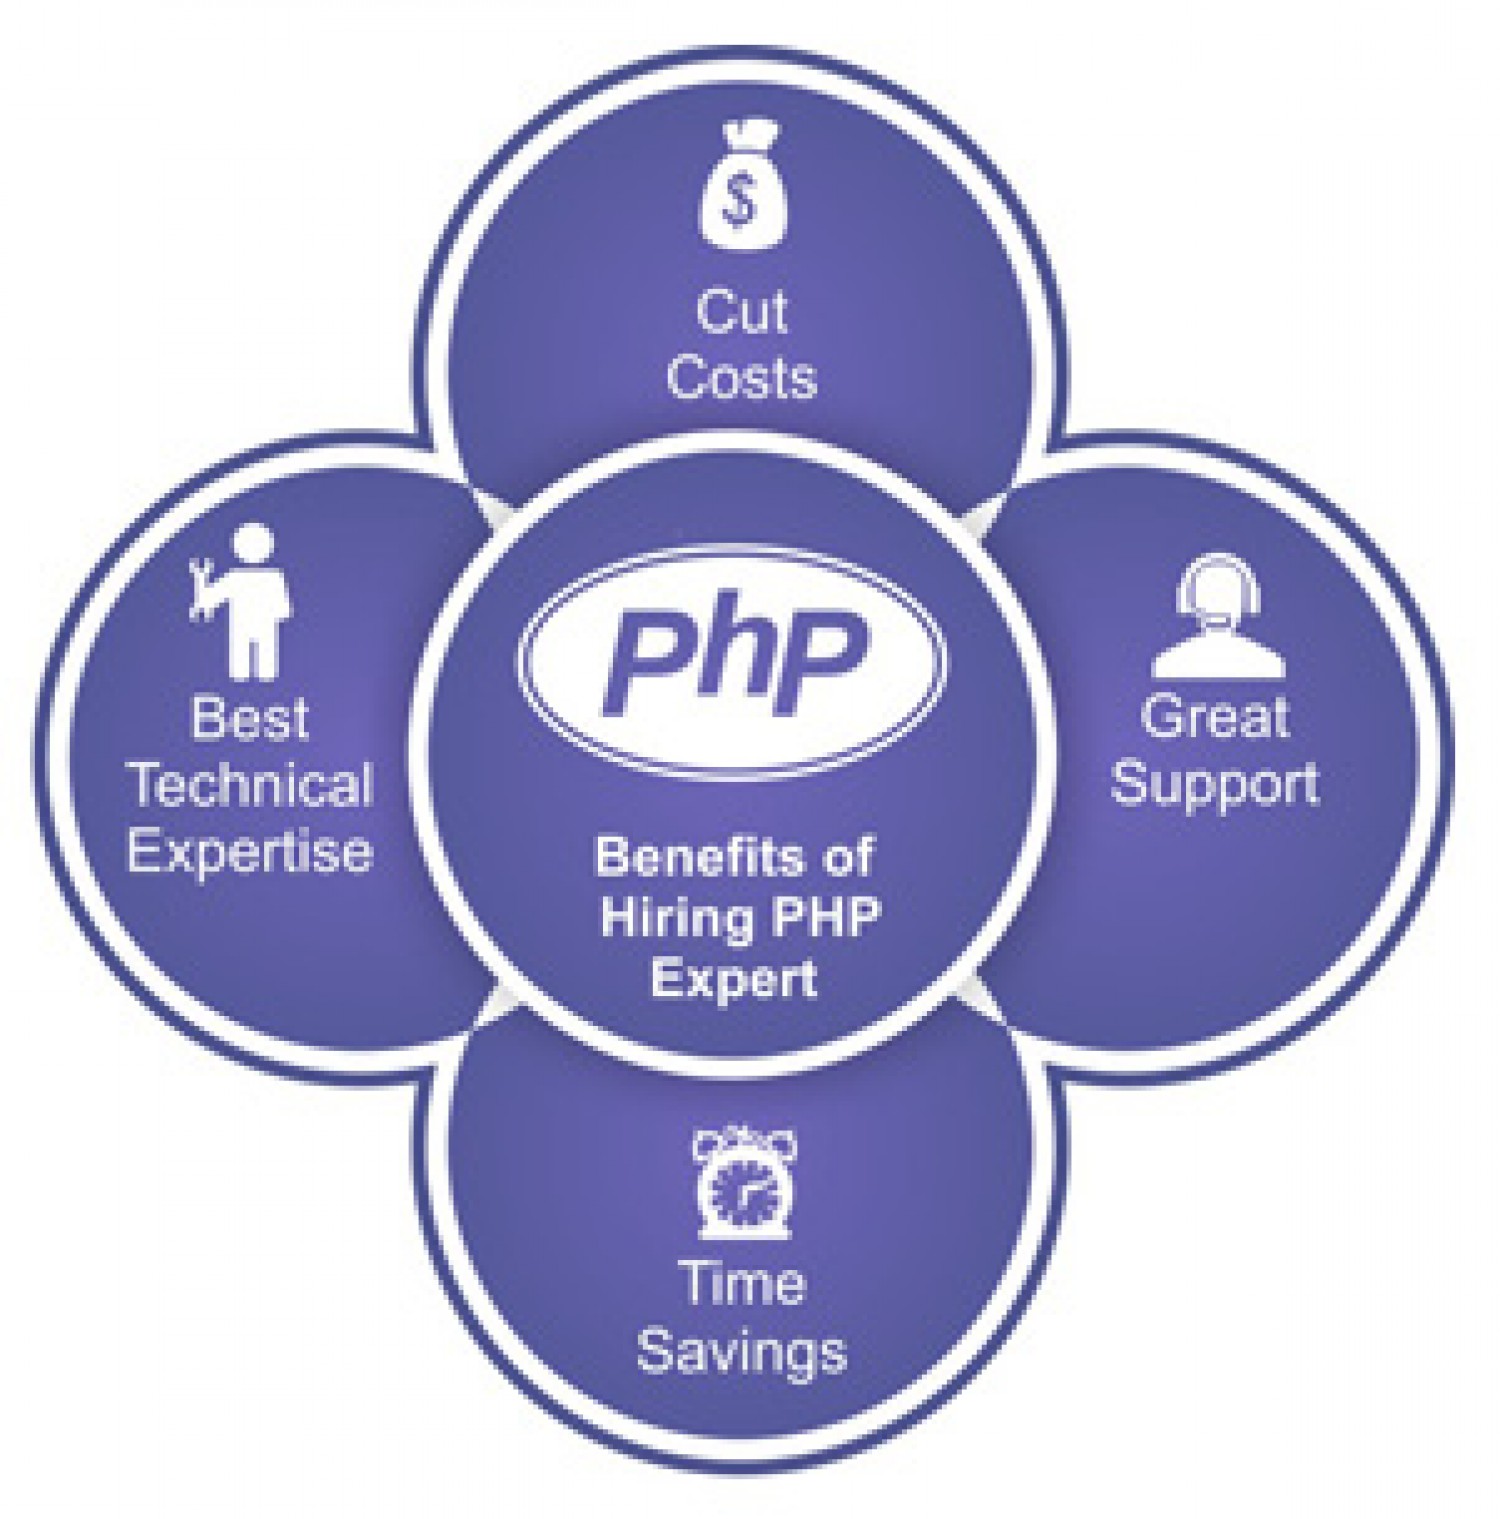 $
Cut
Costs
Best
Technical
Expertise
php
Benefits of
Hiring PHP
Expert
Great
Support
Time
Savings